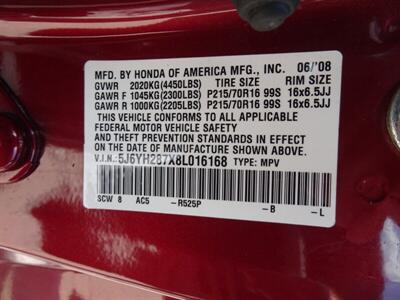 MFD. BY HONDA OF AMERICA MFG., INC. 06/'08
GVWR 2020KG(4450LBS) TIRE SIZE RIM SIZE
GAWR F 1045KG(2300LBS) P215/70R16 99S 16x6.5JJ
GAWR R 1000KG(2205LBS) P215/70R16 99S 16x6.5JJ
THIS VEHICLE CONFORMS TO ALL APPLICABLE
FEDERAL MOTOR VEHICLE SAFETY AND
THEFT PREVENTION STANDARDS IN EFFECT
ON THE DATE OF MANUFACTURE SHOWN ABOVE.
V.I.N.: 5J6YH287X8L016168 TYPE: MPV
SCW 8 AC5 -R525P -B -L